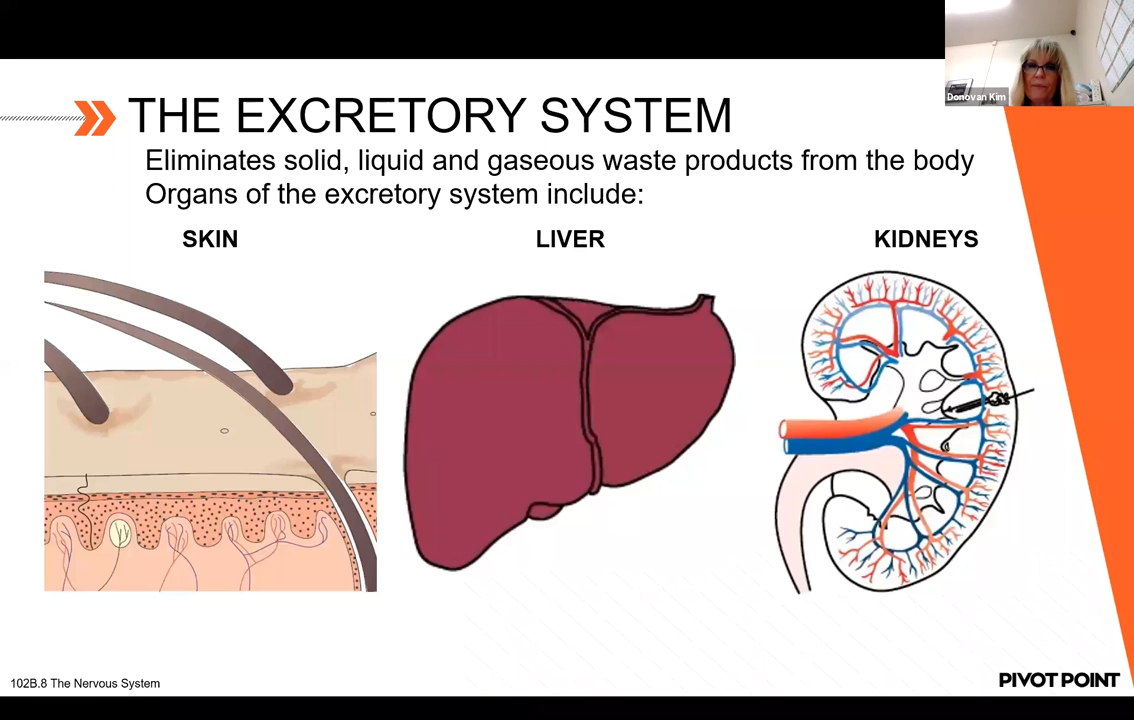 Donovan Kim
THE EXCRETORY SYSTEM
Eliminates solid, liquid and gaseous waste products from the body
Organs of the excretory system include:
SKIN
LIVER
KIDNEYS
102B.8 The Nervous System
PIVOT POINT